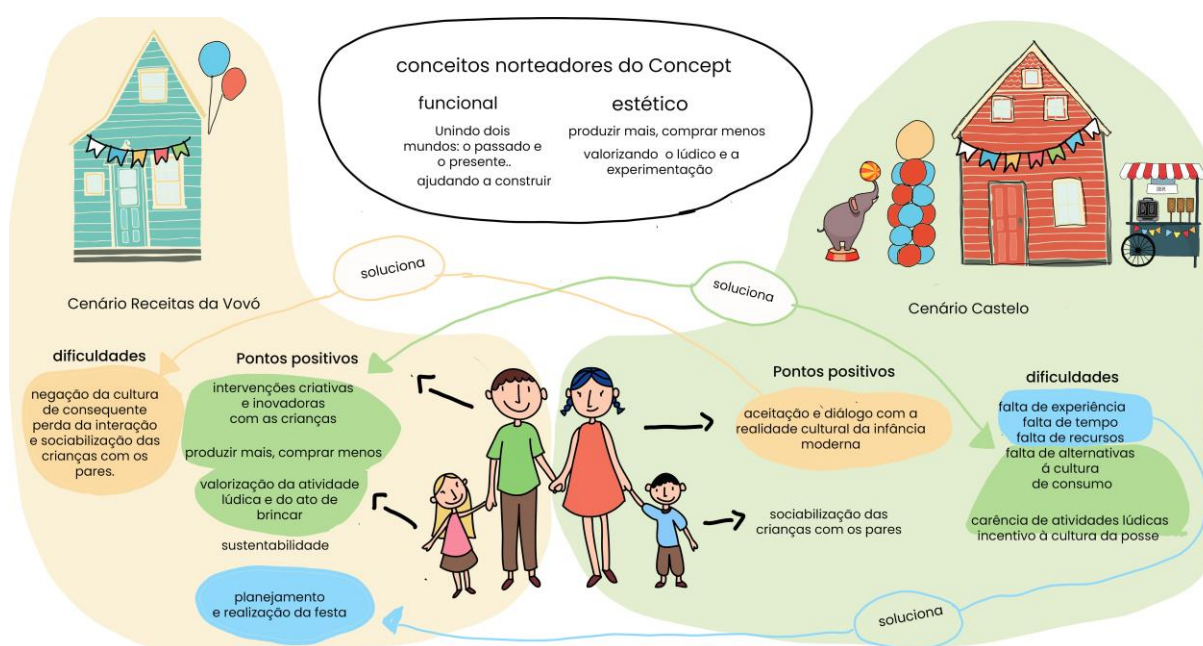 conceitos norteadores do Concept
funcional
Unindo dois
mundos: o passado e
o presente..
ajudando a construir
estético
produzir mais, comprar menos
valorizando o lúdico e a
experimentação
soluciona
soluciona
Cenário Receitas da Vovó
Cenário Castelo
dificuldades
negação da cultura
de consequente
perda da interação
e sociabilização das
crianças com os
pares.
Pontos positivos
intervenções criativas
e inovadoras
com as crianças
produzir mais, comprar menos
valorização da atividade
lúdica e do ato de
brincar
sustentabilidade
planejamento
e realização da festa
Pontos positivos
aceitação e diálogo com a
realidade cultural da infância
moderna
sociabilização das
crianças com os pares
dificuldades
falta de experiência
falta de tempo
falta de recursos
falta de alternativas
á cultura
de consumo
carência de atividades lúdicas
incentivo à cultura da posse
soluciona